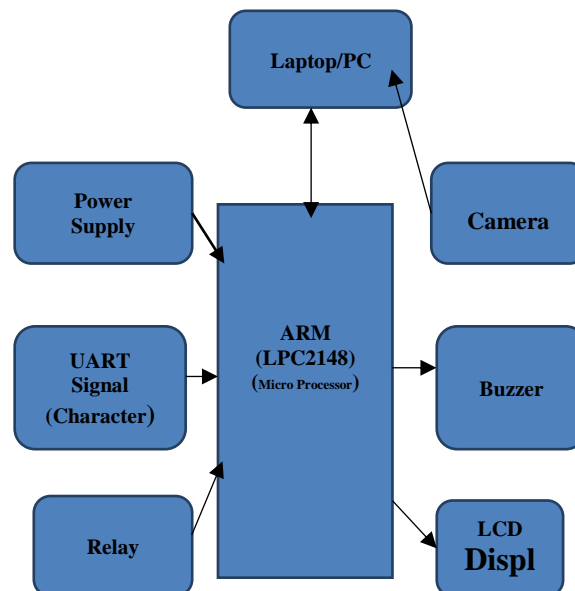 Laptop/PC
Power
Supply
Camera
ARM
(LPC2148)
(Micro Processor)
UART
Signal
(Character)
Buzzer
Relay
LCD
Displ